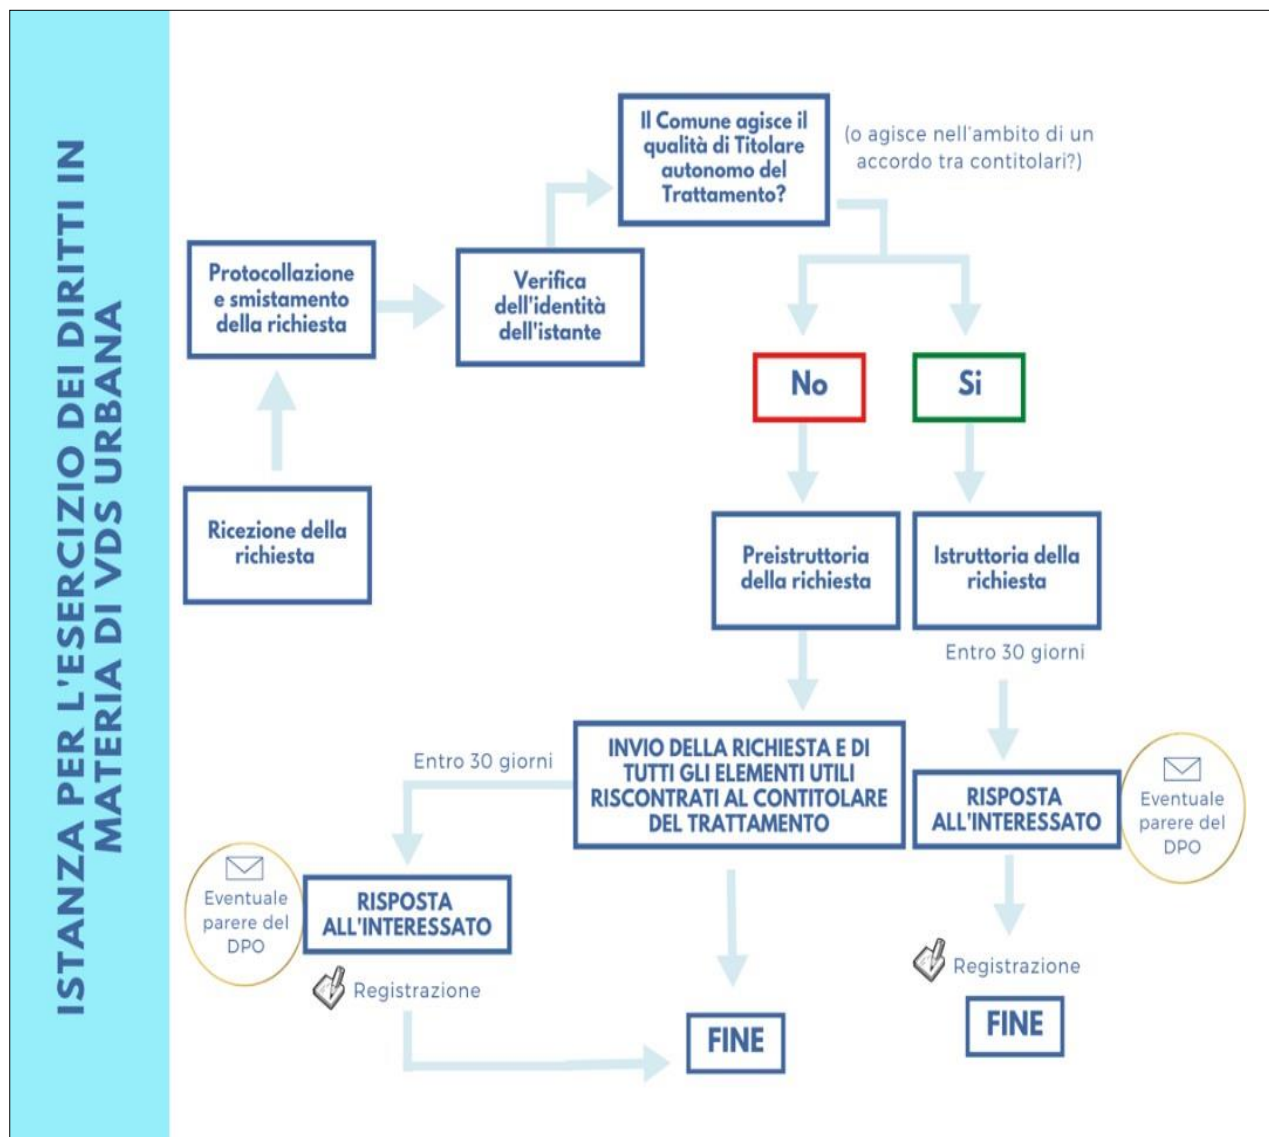 ISTANZA PER L'ESERCIZIO DEI DIRITTI IN
MATERIA DI VDS URBANA
Il Comune agisce il
qualità di Titolare
autonomo del
Trattamento?
(o agisce nell'ambito di un
accordo tra contitolari?)
Protocollazione
e smistamento
della richiesta
Verifica
dell'identità
dell'istante
No
Si
Ricezione della
richiesta
Preistruttoria
della richiesta
Istruttoria della
richiesta
Entro 30 giorni
Entro 30 giorni
INVIO DELLA RICHIESTA E DI
TUTTI GLI ELEMENTI UTILI
RISCONTRATI AL CONTITOLARE
DEL TRATTAMENTO
RISPOSTA
ALL'INTERESSATO
Eventuale
parere del
DPO
Eventuale
parere del
DPO
RISPOSTA
ALL'INTERESSATO
Registrazione
Registrazione
FINE
FINE